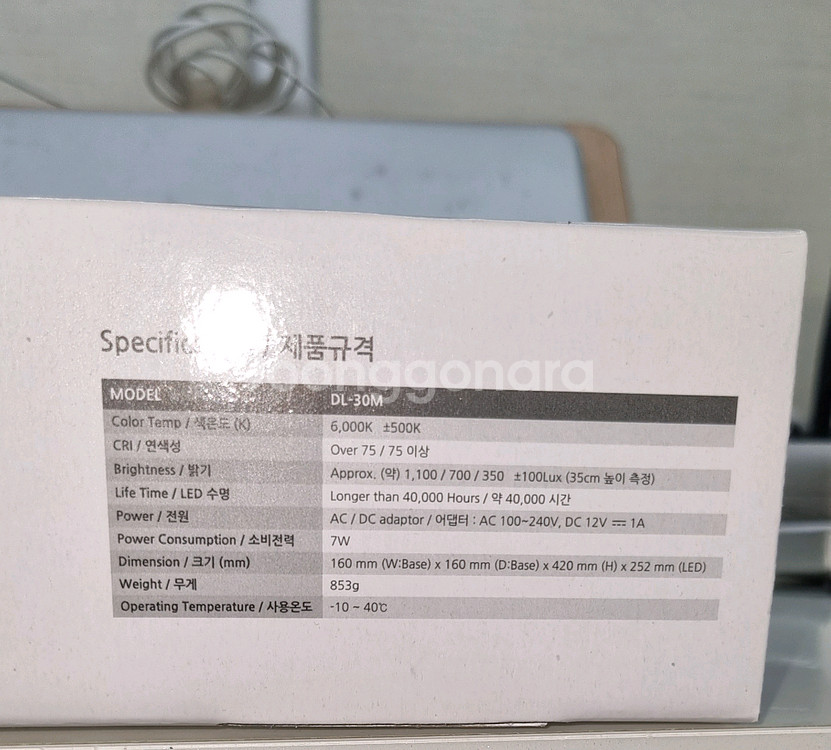 제품규격
joonggonara
MODEL DL-30M
Color Temp / 색온도 (K) 6,000K ±500K
CRI / 연색성 Over 75 / 75 이상
Brightness / 밝기 Approx. (약) 1,100 / 700 / 350 ±100Lux (35cm 높이 측정)
Life Time / LED 수명 Longer than 40,000 Hours / 약 40,000 시간
Power / 전원 AC / DC adaptor / 어댑터 : AC 100~240V, DC 12V ⎓ 1A
Power Consumption / 소비전력 7W
Dimension / 크기 (mm) 160 mm (W:Base) x 160 mm (D:Base) x 420 mm (H) x 252 mm (LED)
Weight / 무게 853g
Operating Temperature / 사용온도 -10 ~ 40℃